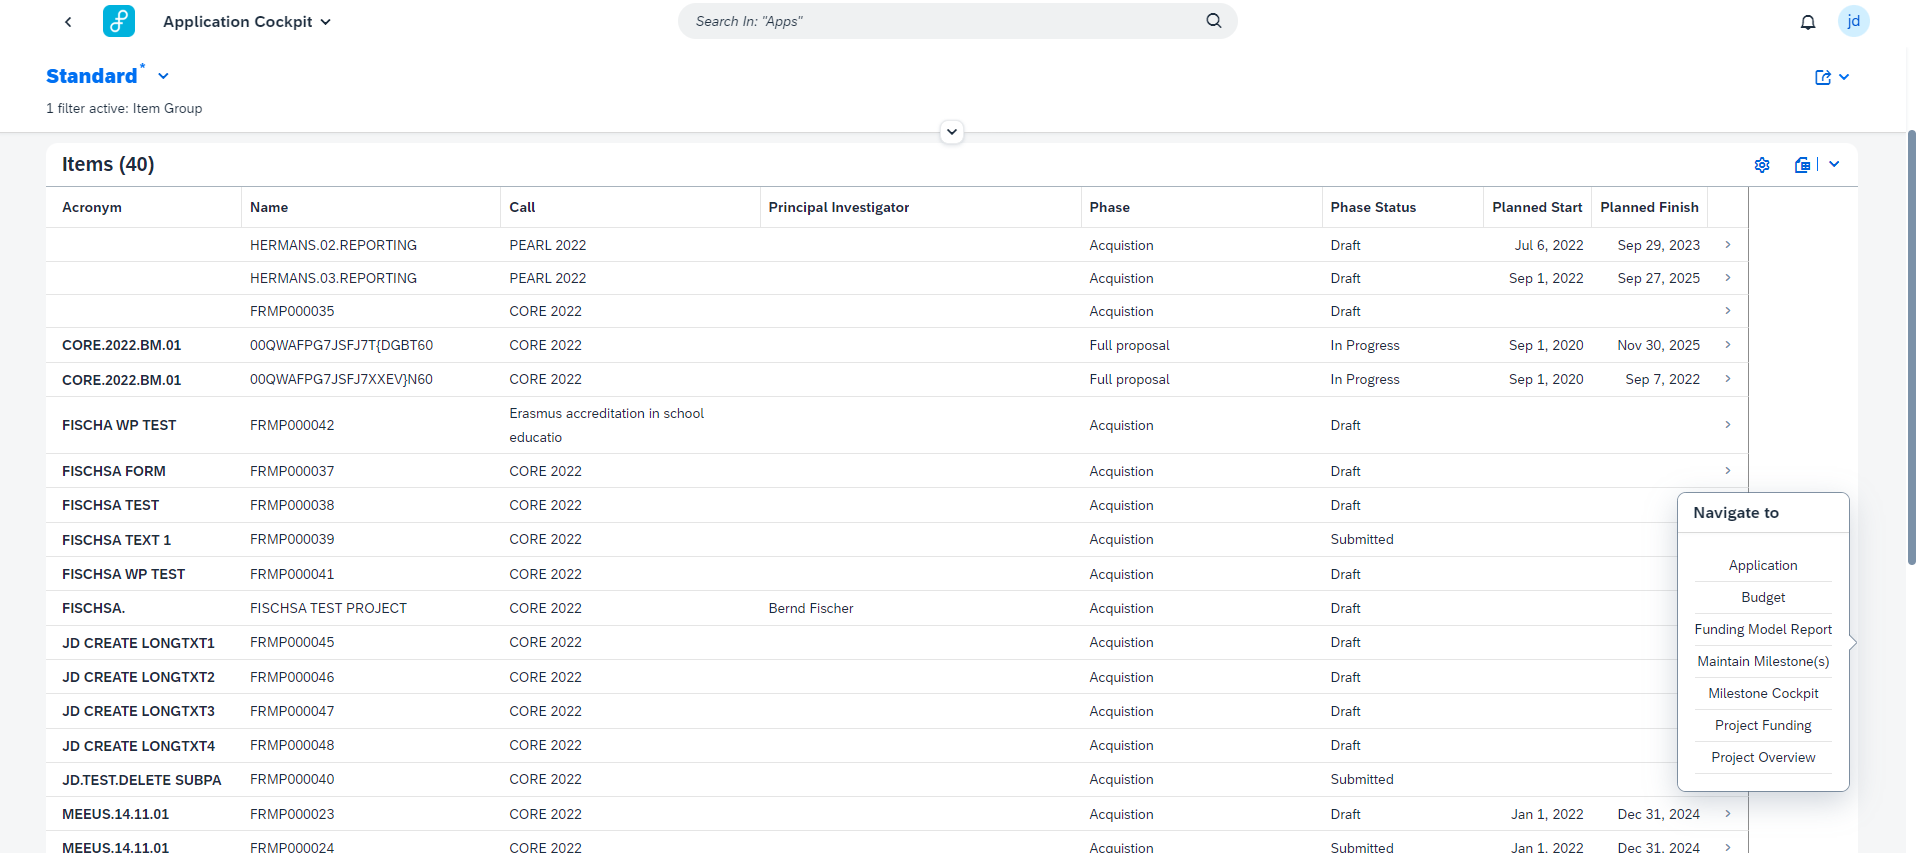 Application Cockpit
Search In: "Apps"
jd
Standard*
1 filter active: Item Group
Items (40)
Acronym Name Call Principal Investigator Phase Phase Status Planned Start Planned Finish
HERMANS.02.REPORTING PEARL 2022 Acquistion Draft Jul 6, 2022 Sep 29, 2023
HERMANS.03.REPORTING PEARL 2022 Acquistion Draft Sep 1, 2022 Sep 27, 2025
FRMP000035 CORE 2022 Acquistion Draft
CORE.2022.BM.01 00QWAFPG7JSFJ7T{DGBT60 CORE 2022 Full proposal In Progress Sep 1, 2020 Nov 30, 2025
CORE.2022.BM.01 00QWAFPG7JSFJ7XXEV}N60 CORE 2022 Full proposal In Progress Sep 1, 2020 Sep 7, 2022
FISCHA WP TEST FRMP000042 Erasmus accreditation in school
educatio Acquistion Draft
FISCHSA FORM FRMP000037 CORE 2022 Acquistion Draft
FISCHSA TEST FRMP000038 CORE 2022 Acquistion Draft
FISCHSA TEXT 1 FRMP000039 CORE 2022 Acquistion Submitted
FISCHSA WP TEST FRMP000041 CORE 2022 Acquistion Draft
FISCHSA. FISCHSA TEST PROJECT CORE 2022 Bernd Fischer Acquistion Draft
JD CREATE LONGTXT1 FRMP000045 CORE 2022 Acquistion Draft
JD CREATE LONGTXT2 FRMP000046 CORE 2022 Acquistion Draft
JD CREATE LONGTXT3 FRMP000047 CORE 2022 Acquistion Draft
JD CREATE LONGTXT4 FRMP000048 CORE 2022 Acquistion Draft
JD.TEST.DELETE SUBPA FRMP000040 CORE 2022 Acquistion Submitted
MEEUS.14.11.01 FRMP000023 CORE 2022 Acquistion Draft Jan 1, 2022 Dec 31, 2024
MEEUS.14.11.01 FRMP000024 CORE 2022 Acquistion Submitted Jan 1, 2022 Dec 31, 2024
Navigate to
Application
Budget
Funding Model Report
Maintain Milestone(s)
Milestone Cockpit
Project Funding
Project Overview